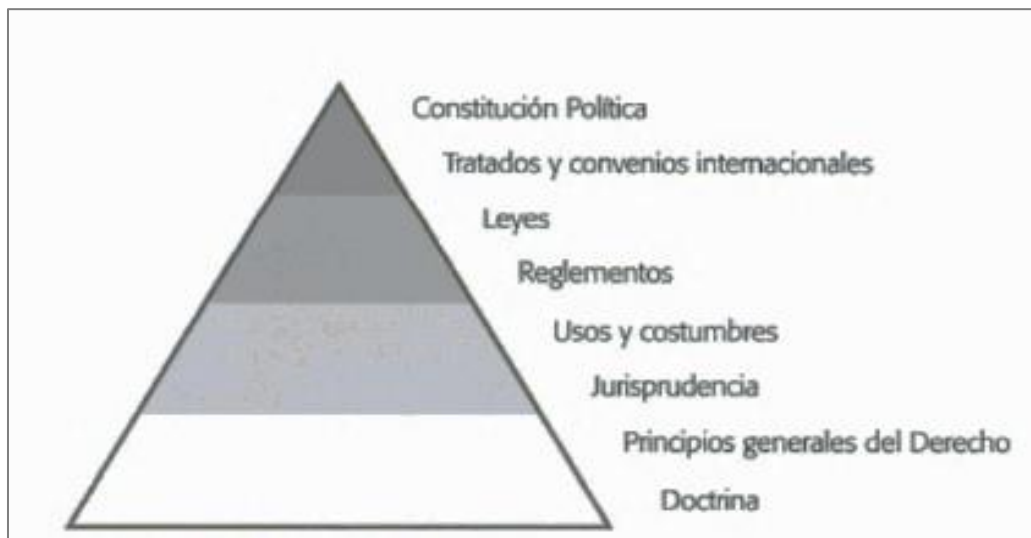 Constitución Política
Tratados y convenios internacionales
Leyes
Reglementos
Usos y costumbres
Jurisprudencia
Principios generales del Derecho
Doctrina